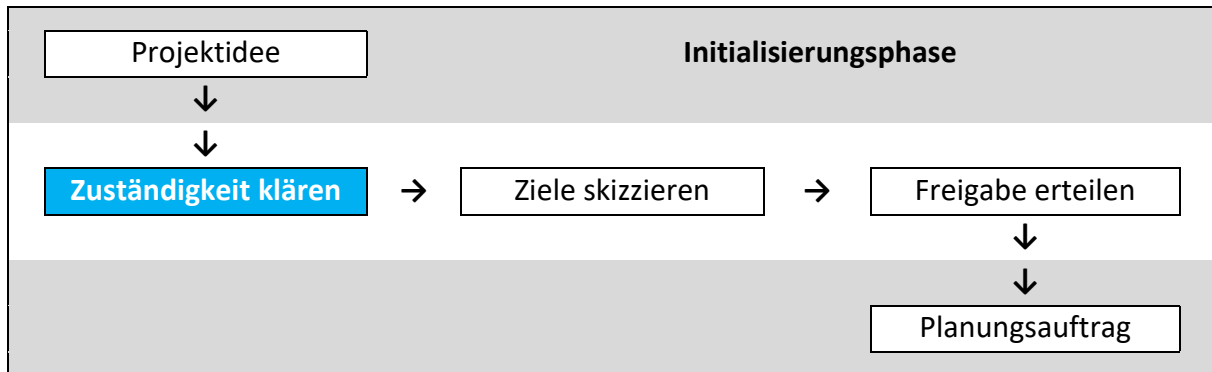 Projektidee
Initialisierungsphase
↓
↓
Zuständigkeit klären → Ziele skizzieren → Freigabe erteilen
↓
↓
Planungsauftrag